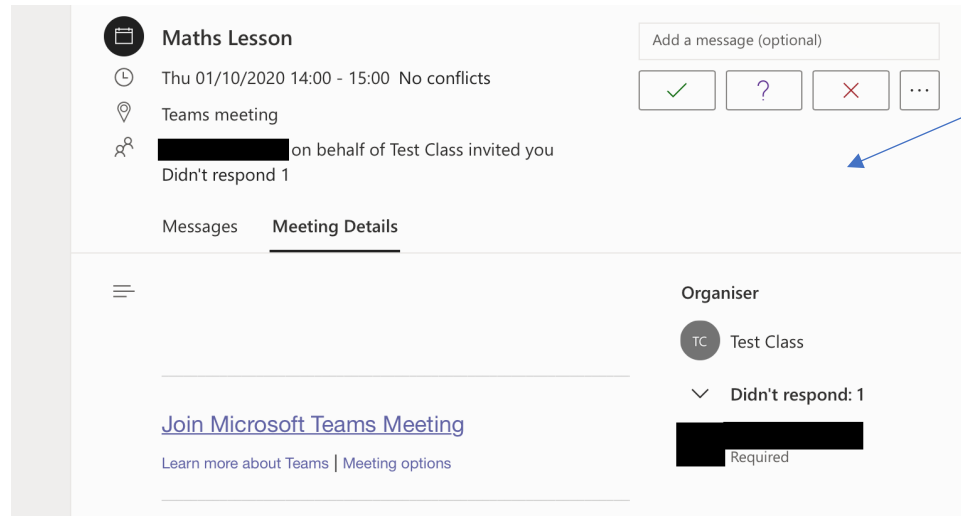 Maths Lesson
Add a message (optional)
Thu 01/10/2020 14:00 - 15:00 No conflicts
Teams meeting
on behalf of Test Class invited you
Didn't respond 1
Messages Meeting Details
Organiser
TC Test Class
Didn't respond: 1
Required
Join Microsoft Teams Meeting
Learn more about Teams | Meeting options